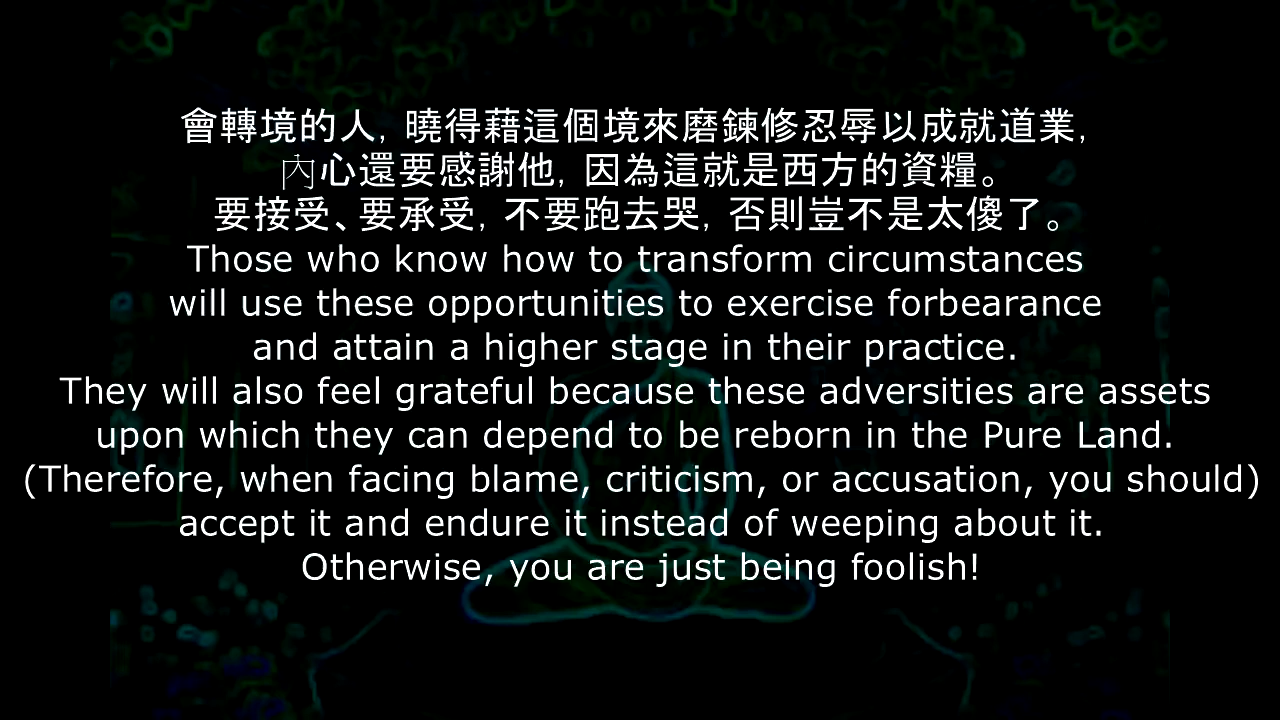 會轉境的人, 曉得藉這個境來磨鍊修忍辱以成就道業,
內心還要感謝他, 因為這就是西方的資糧。
要接受、要承受, 不要跑去哭, 否則豈不是太傻了。
Those who know how to transform circumstances
will use these opportunities to exercise forbearance
and attain a higher stage in their practice.
They will also feel grateful because these adversities are assets
upon which they can depend to be reborn in the Pure Land.
(Therefore, when facing blame, criticism, or accusation, you should)
accept it and endure it instead of weeping about it.
Otherwise, you are just being foolish!